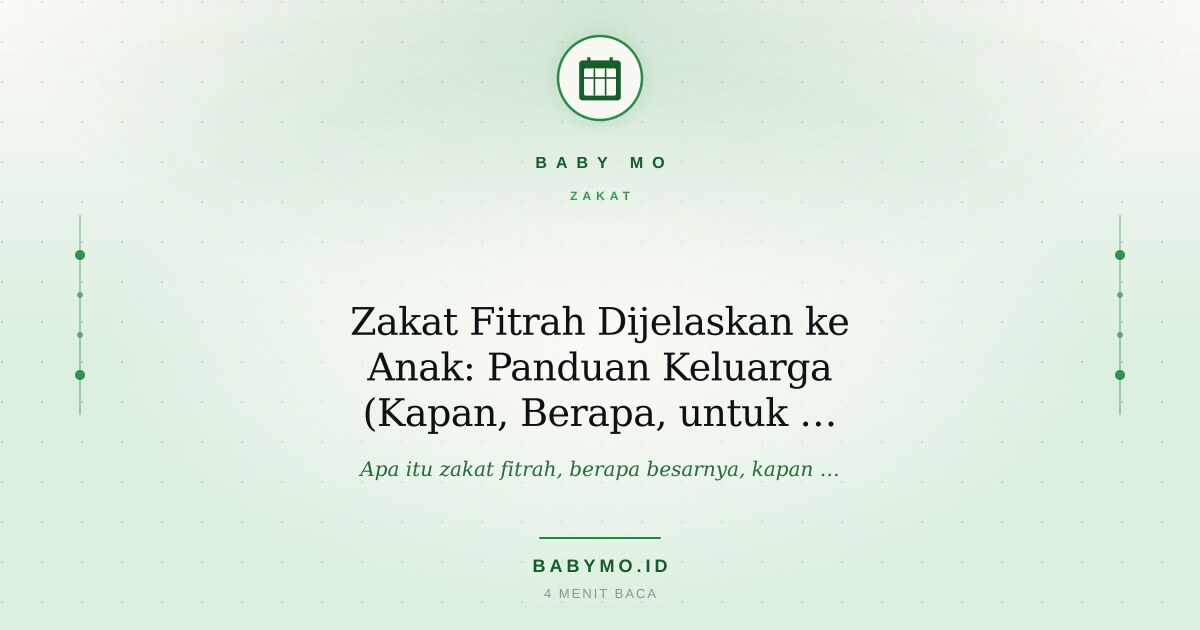 BABY MO
ZAKAT
Zakat Fitrah Dijelaskan ke
Anak: Panduan Keluarga
(Kapan, Berapa, untuk ...
Apa itu zakat fitrah, berapa besarnya, kapan ...
BABYMO.ID
4 MENIT BACA